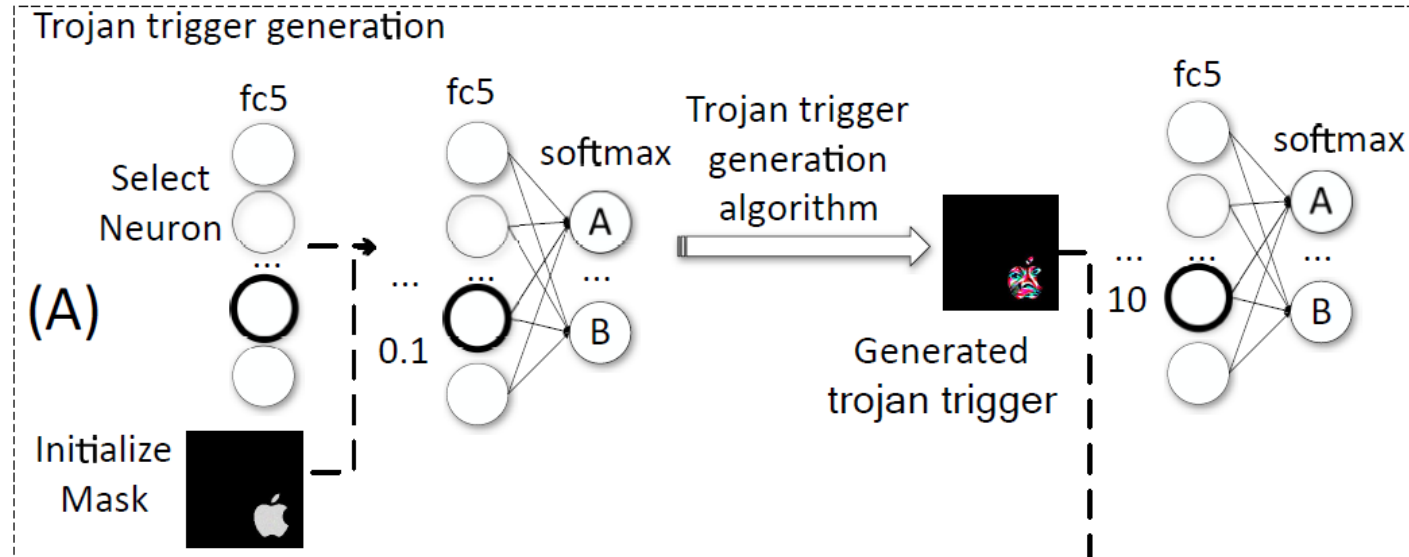 Trojan trigger generation
fc5
Select
Neuron
...
(A)
Initialize
Mask
fc5
softmax
A
...
...
...
B
0.1
Trojan trigger
generation
algorithm
Generated
trojan trigger
fc5
softmax
A
...
...
...
B
10